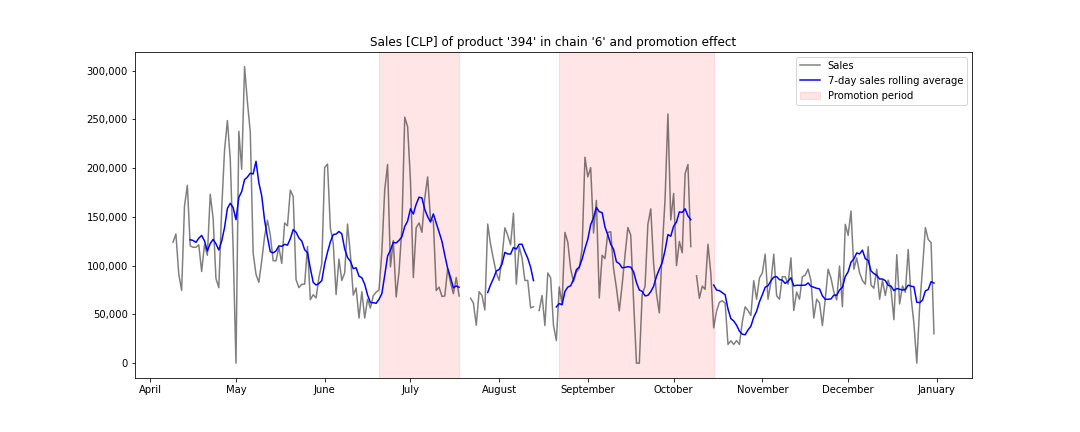 Sales [CLP] of product '394' in chain '6' and promotion effect
300,000
250,000
200,000
150,000
100,000
50,000
0
Sales
7-day sales rolling average
Promotion period
April May June July August September October November December January